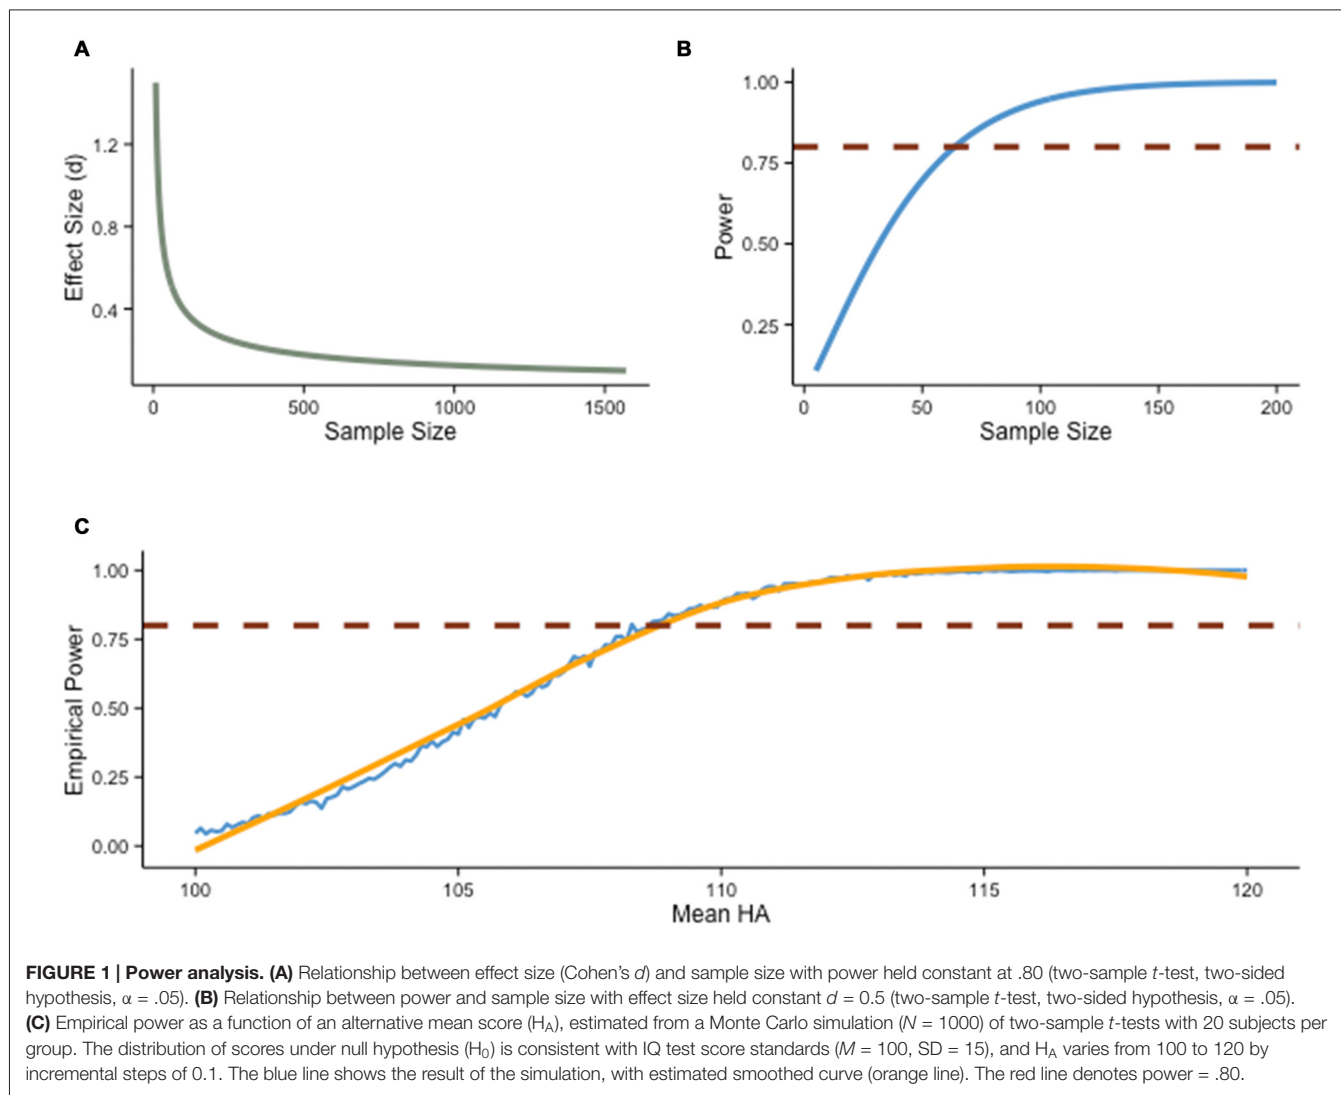 A
1.2
0.8
0.4
Effect Size (d)
0 500 1000 1500
Sample Size
B
1.00
0.75
0.50
0.25
Power
0 50 100 150 200
Sample Size
C
1.00
0.75
0.50
0.25
0.00
Empirical Power
100 105 110 115 120
Mean HA
FIGURE 1 | Power analysis. (A) Relationship between effect size (Cohen's d) and sample size with power held constant at .80 (two-sample t-test, two-sided
hypothesis, α = .05). (B) Relationship between power and sample size with effect size held constant d = 0.5 (two-sample t-test, two-sided hypothesis, α = .05).
(C) Empirical power as a function of an alternative mean score (HA), estimated from a Monte Carlo simulation (N = 1000) of two-sample t-tests with 20 subjects per
group. The distribution of scores under null hypothesis (H0) is consistent with IQ test score standards (M = 100, SD = 15), and HA varies from 100 to 120 by
incremental steps of 0.1. The blue line shows the result of the simulation, with estimated smoothed curve (orange line). The red line denotes power = .80.